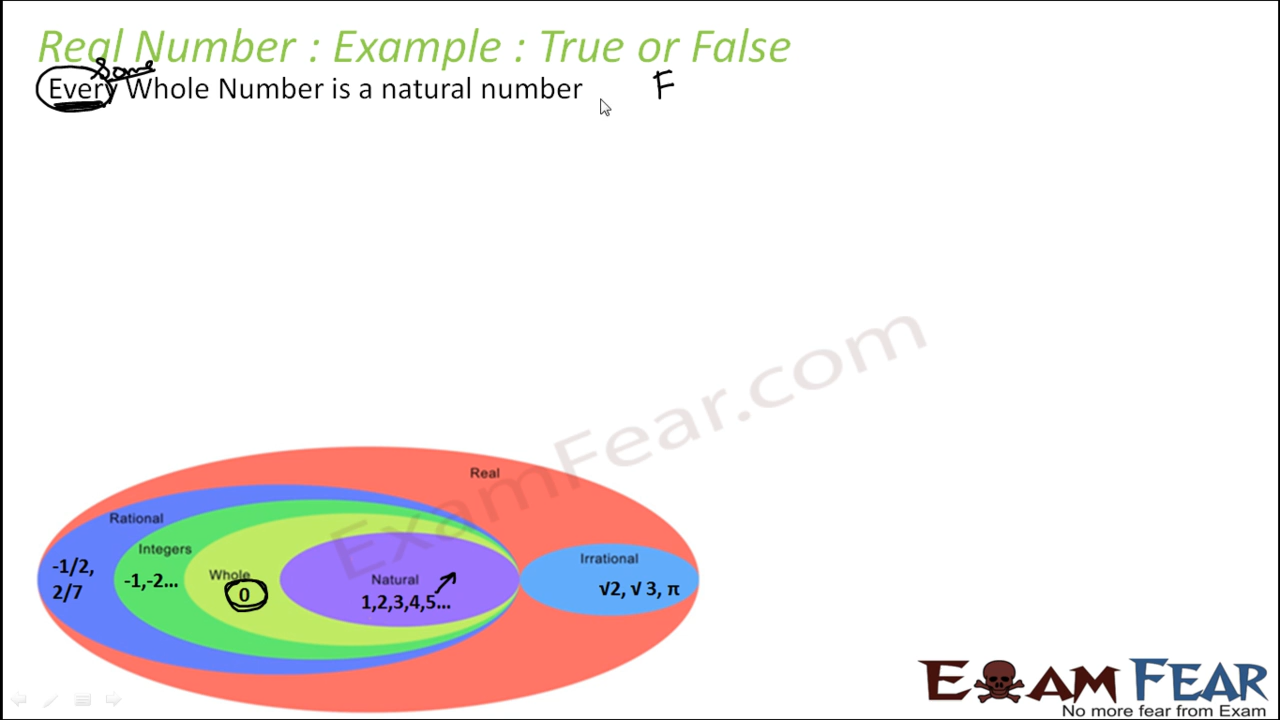 Real Number : Example : True or False
Some
Every Whole Number is a natural number F
ExamFear.com
Real
Rational
Integers
Whole
Natural
Irrational
-1/2,
2/7
-1,-2...
0
1,2,3,4,5...
√2, √ 3, π
EXAM FEAR
No more fear from Exam